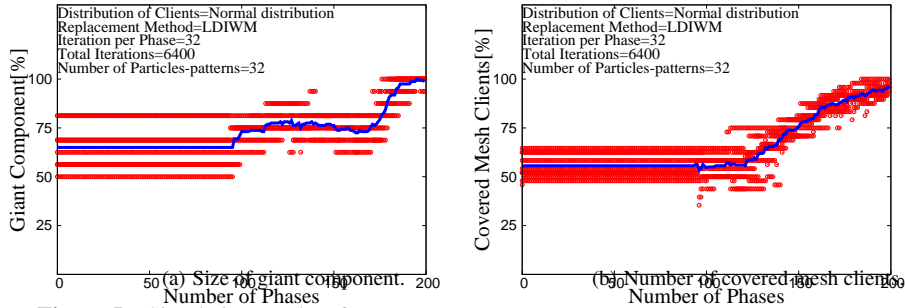 Distribution of Clients=Normal distribution
Replacement Method=LDIWM
Iteration per Phase=32
Total Iterations=6400
Number of Particles-patterns=32
Giant Component[%]
100
75
50
25
0
50
100
150
200
(a) Size of giant component.
Number of Phases
Distribution of Clients=Normal distribution
Replacement Method=LDIWM
Iteration per Phase=32
Total Iterations=6400
Number of Particles-patterns=32
Covered Mesh Clients[%]
100
75
50
25
0
50
100
150
200
(b) Number of covered mesh clients
Number of Phases